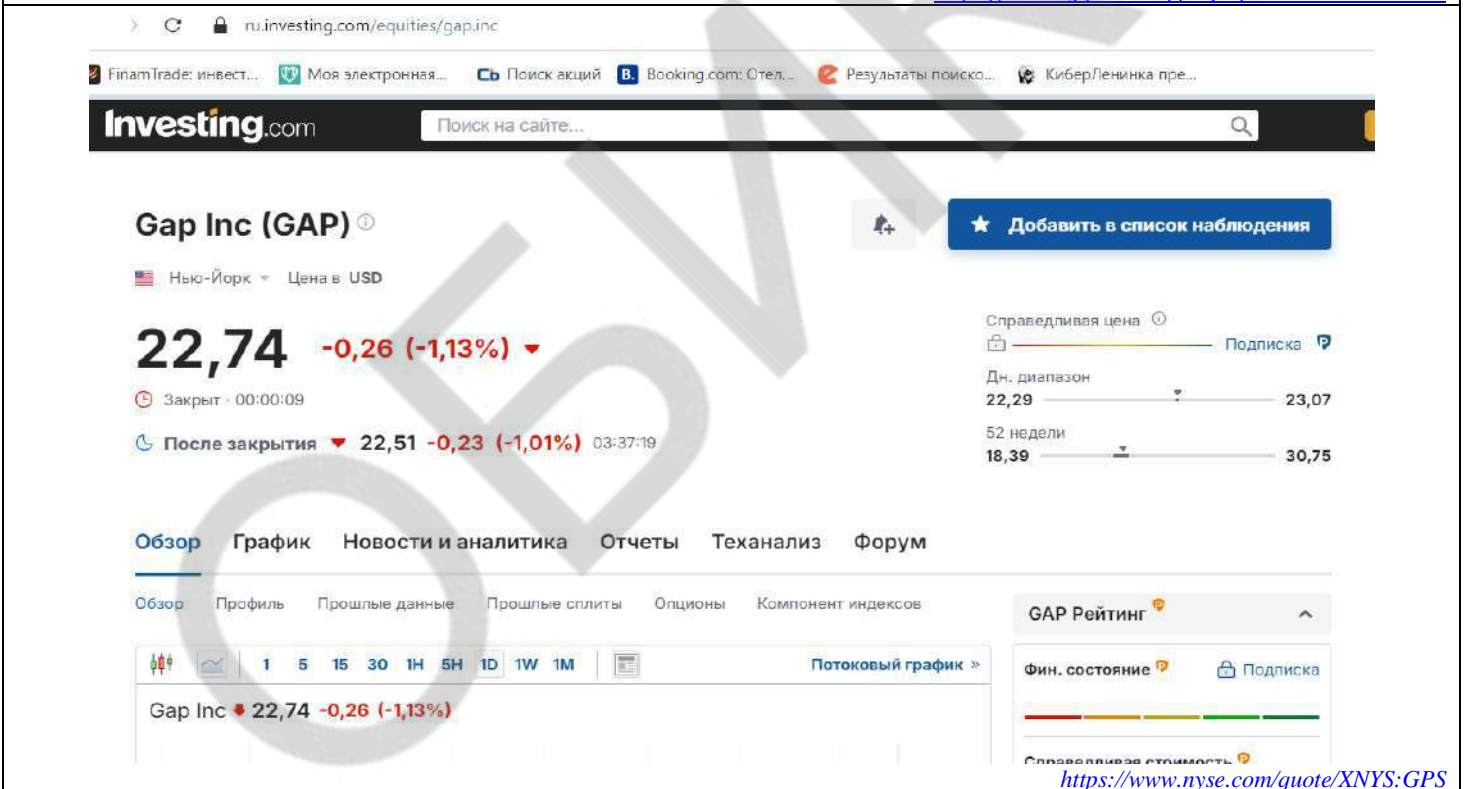 ru.investing.com/equities/gap.inc
FinamTrade: инвест... Моя электронная... Сb Поиск акций B. Booking.com: Отел... Результаты поиско... КиберЛенинка пре...
Investing.com Поиск на сайте...
Gap Inc (GAP)
Добавить в список наблюдения
Нью-Йорк Цена в USD
22,74 -0,26 (-1,13%)
Справедливая цена
Подписка
Дн. диапазон
22,29 23,07
Закрыт · 00:00:09
После закрытия 22,51 -0,23 (-1,01%) 03:37:19
52 недели
18,39 30,75
Обзор График Новости и аналитика Отчеты Теханализ Форум
Обзор Профиль Прошлые данные Прошлые сплиты Опционы Компонент индексов
GAP Рейтинг
1 5 15 30 1H 5H 1D 1W 1M Потоковый график »
Фин. состояние Подписка
Gap Inc 22,74 -0,26 (-1,13%)
Справедливая стоимость
https://www.nyse.com/quote/XNYS:GPS
ОБИК